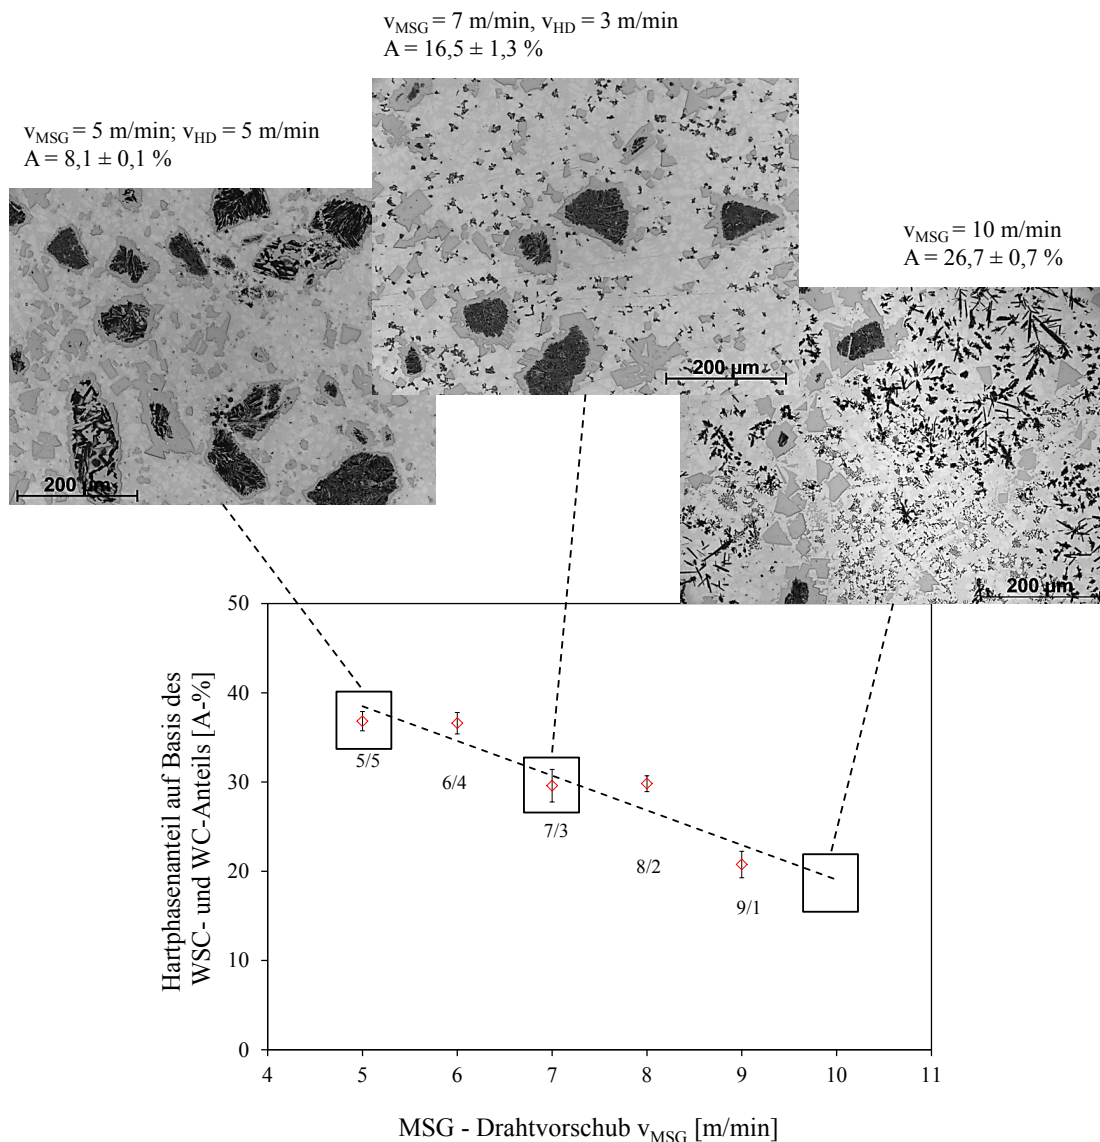 v_MSG = 7 m/min, v_HD = 3 m/min
A = 16,5 ± 1,3 %
v_MSG = 5 m/min; v_HD = 5 m/min
A = 8,1 ± 0,1 %
v_MSG = 10 m/min
A = 26,7 ± 0,7 %
200 µm
200 µm
200 µm
Hartphasenanteil auf Basis des
WSC- und WC-Anteils [A-%]
50
40
30
20
10
0
5/5
6/4
7/3
8/2
9/1
4 5 6 7 8 9 10 11
MSG - Drahtvorschub v_MSG [m/min]